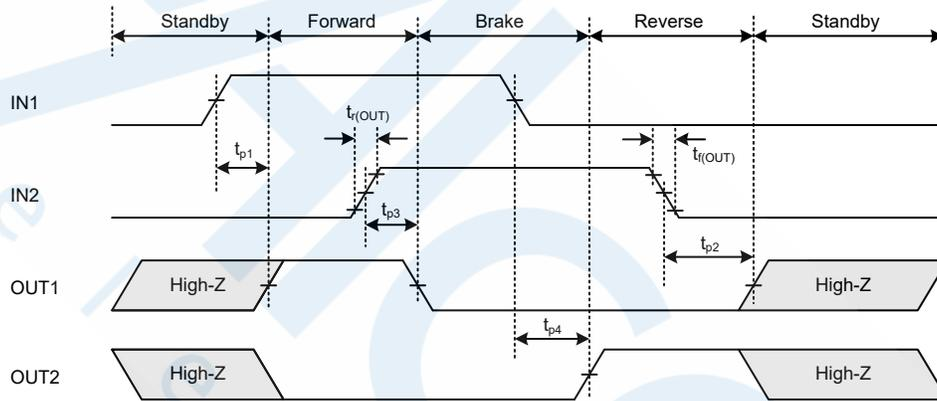 Standby Forward Brake Reverse Standby
IN1
tr(OUT)
tp1
tf(OUT)
IN2
tp3
tp2
OUT1 High-Z High-Z
tp4
OUT2 High-Z High-Z